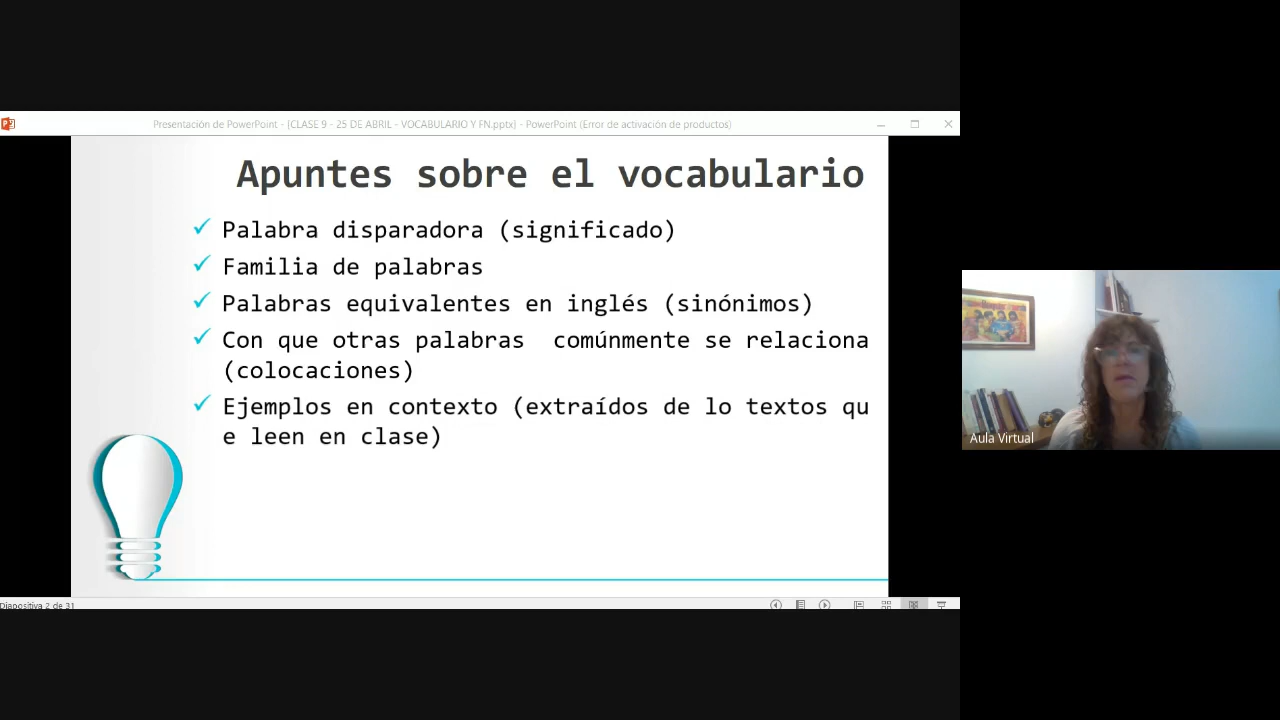 Presentación de PowerPoint - [CLASE 9 - 25 DE ABRIL - VOCABULARIO Y FN.pptx] - PowerPoint (Error de activación de productos)
Apuntes sobre el vocabulario
Palabra disparadora (significado)
Familia de palabras
Palabras equivalentes en inglés (sinónimos)
Con que otras palabras comúnmente se relaciona
(colocaciones)
Ejemplos en contexto (extraídos de lo textos qu
e leen en clase)
Aula Virtual
Diapositiva 2 de 31